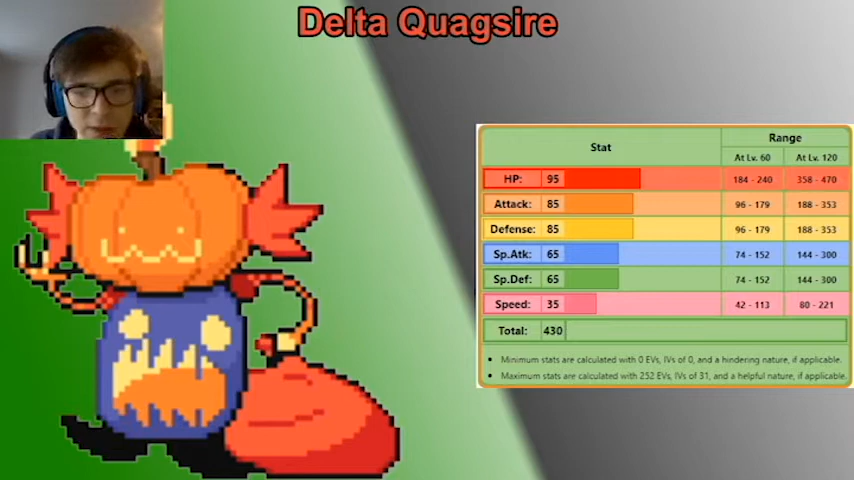 Delta Quagsire
Stat Range
At Lv. 60 At Lv. 120
HP: 95 184 - 240 358 - 470
Attack: 85 96 - 179 188 - 353
Defense: 85 96 - 179 188 - 353
Sp.Atk: 65 74 - 152 144 - 300
Sp.Def: 65 74 - 152 144 - 300
Speed: 35 42 - 113 80 - 221
Total: 430
• Minimum stats are calculated with 0 EVs, IVs of 0, and a hindering nature, if applicable.
• Maximum stats are calculated with 252 EVs, IVs of 31, and a helpful nature, if applicable.